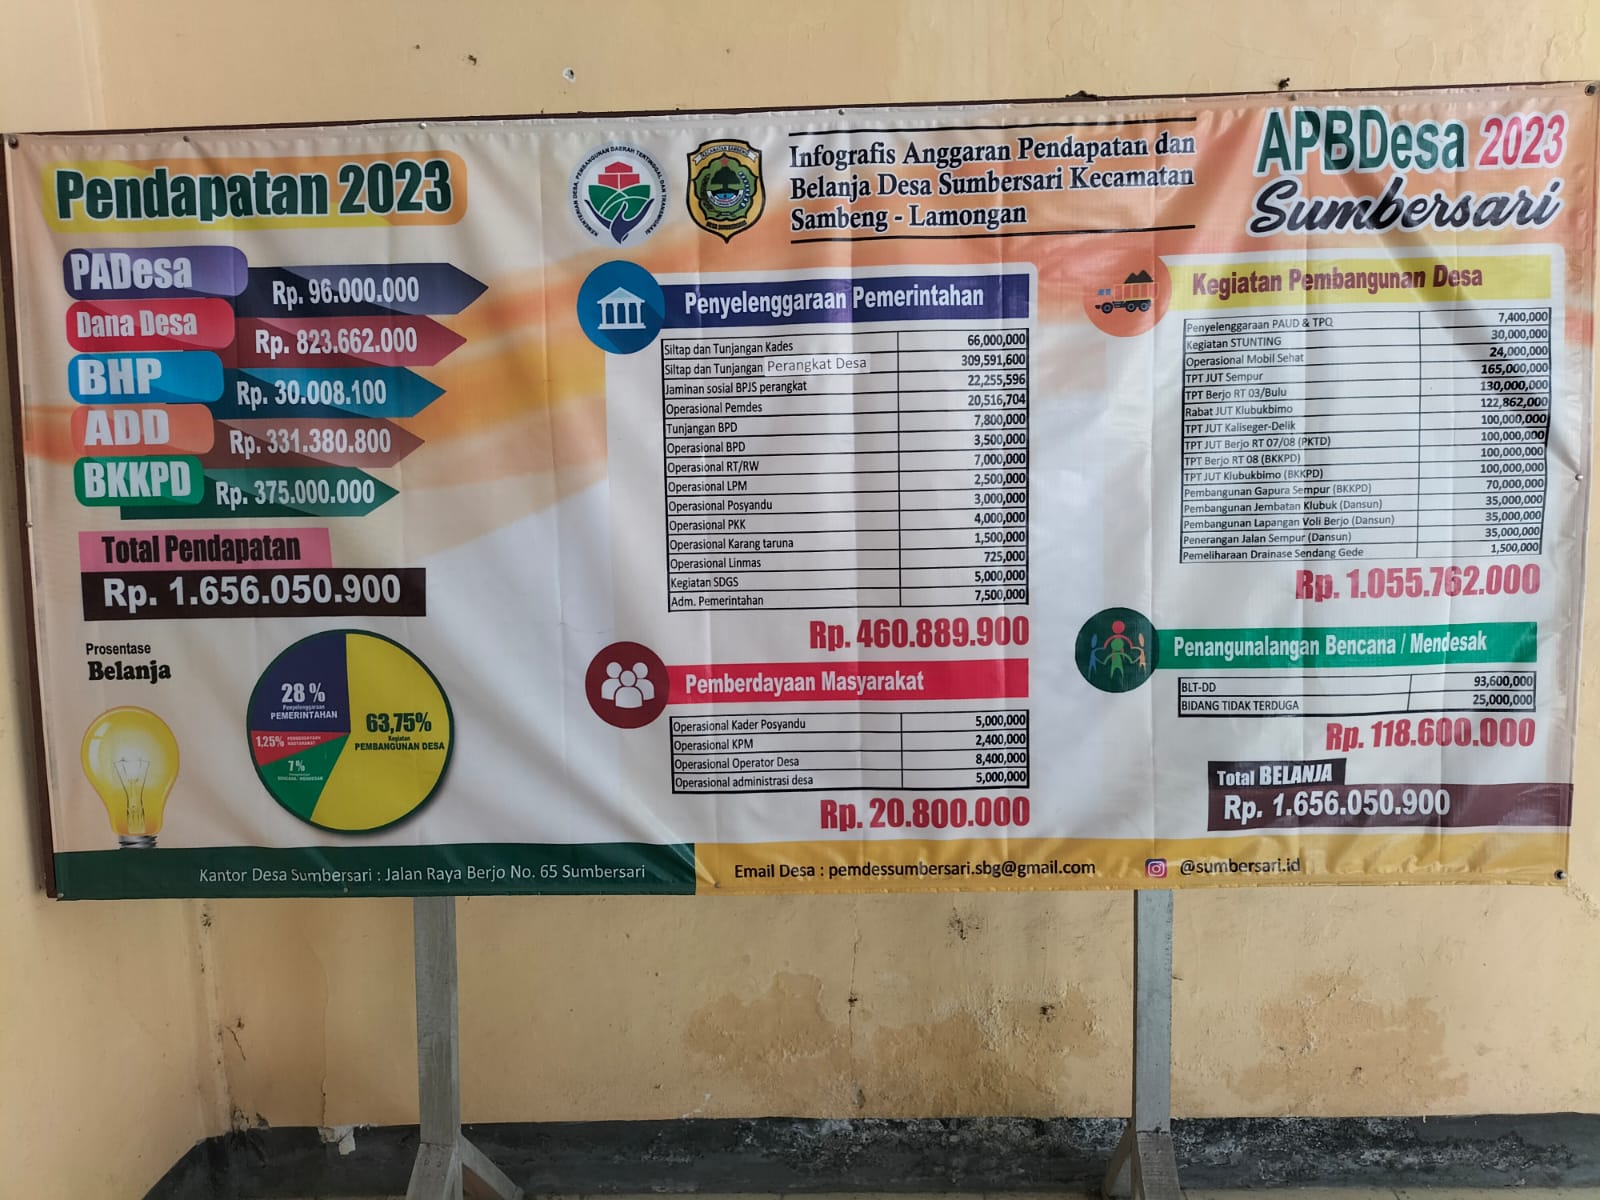 Pendapatan 2023
PADesa Rp. 96.000.000
Dana Desa Rp. 823.662.000
BHP Rp. 30.008.100
ADD Rp. 331.380.800
BKKPD Rp. 375.000.000
Total Pendapatan
Rp. 1.656.050.900
Prosentase
Belanja
28 %
Penyelenggaraan
PEMERINTAHAN
63,75%
Kegiatan
PEMBANGUNAN DESA
1,25% PEMBERDAYAAN
MASYARAKAT
7 %
BENCANA / MENDESAK
KEMENTERIAN DESA, PEMBANGUNAN DAERAH TERTINGGAL DAN TRANSMIGRASI
KECAMATAN SAMBENG
DESA SUMBERSARI
Infografis Anggaran Pendapatan dan
Belanja Desa Sumbersari Kecamatan
Sambeng - Lamongan
APBDesa 2023
Sumbersari
Penyelenggaraan Pemerintahan
Siltap dan Tunjangan Kades 66,000,000
Siltap dan Tunjangan Perangkat Desa 309,591,600
Jaminan sosial BPJS perangkat 22,255,596
Operasional Pemdes 20,516,704
Tunjangan BPD 7,800,000
Operasional BPD 3,500,000
Operasional RT/RW 7,000,000
Operasional LPM 2,500,000
Operasional Posyandu 3,000,000
Operasional PKK 4,000,000
Operasional Karang taruna 1,500,000
Operasional Linmas 725,000
Kegiatan SDGS 5,000,000
Adm. Pemerintahan 7,500,000
Rp. 460.889.900
Pemberdayaan Masyarakat
Operasional Kader Posyandu 5,000,000
Operasional KPM 2,400,000
Operasional Operator Desa 8,400,000
Operasional administrasi desa 5,000,000
Rp. 20.800.000
Kegiatan Pembangunan Desa
Penyelenggaraan PAUD & TPQ 7,400,000
Kegiatan STUNTING 30,000,000
Operasional Mobil Sehat 24,000,000
TPT JUT Sempur 165,000,000
TPT Berjo RT 03/Bulu 130,000,000
Rabat JUT Klubukbimo 122,862,000
TPT JUT Kaliseger-Delik 100,000,000
TPT JUT Berjo RT 07/08 (PKTD) 100,000,000
TPT Berjo RT 08 (BKKPD) 100,000,000
TPT JUT Klubukbimo (BKKPD) 100,000,000
Pembangunan Gapura Sempur (BKKPD) 70,000,000
Pembangunan Jembatan Klubuk (Dansun) 35,000,000
Pembangunan Lapangan Voli Berjo (Dansun) 35,000,000
Penerangan Jalan Sempur (Dansun) 35,000,000
Pemeliharaan Drainase Sendang Gede 1,500,000
Rp. 1.055.762.000
Penangunalangan Bencana / Mendesak
BLT-DD 93,600,000
BIDANG TIDAK TERDUGA 25,000,000
Rp. 118.600.000
Total BELANJA
Rp. 1.656.050.900
Kantor Desa Sumbersari : Jalan Raya Berjo No. 65 Sumbersari
Email Desa : pemdessumbersari.sbg@gmail.com
@sumbersari.id